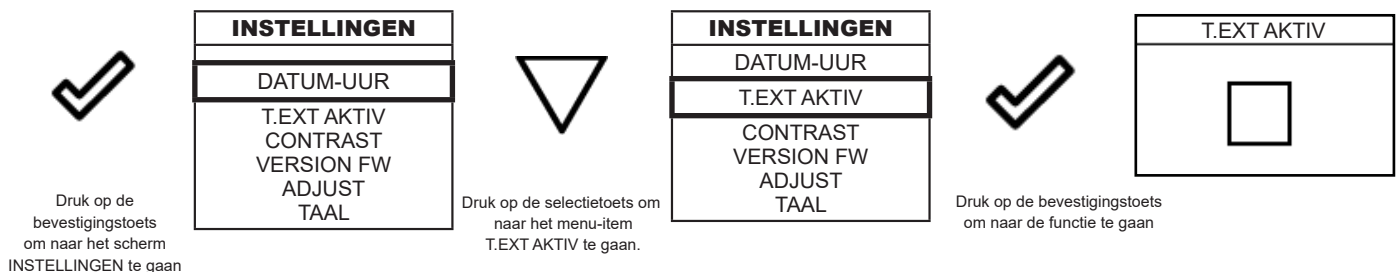 Druk op de
bevestigingstoets
om naar het scherm
INSTELLINGEN te gaan
INSTELLINGEN
DATUM-UUR
T.EXT AKTIV
CONTRAST
VERSION FW
ADJUST
TAAL
Druk op de selectietoets om
naar het menu-item
T.EXT AKTIV te gaan.
INSTELLINGEN
DATUM-UUR
T.EXT AKTIV
CONTRAST
VERSION FW
ADJUST
TAAL
Druk op de bevestigingstoets
om naar de functie te gaan
T.EXT AKTIV